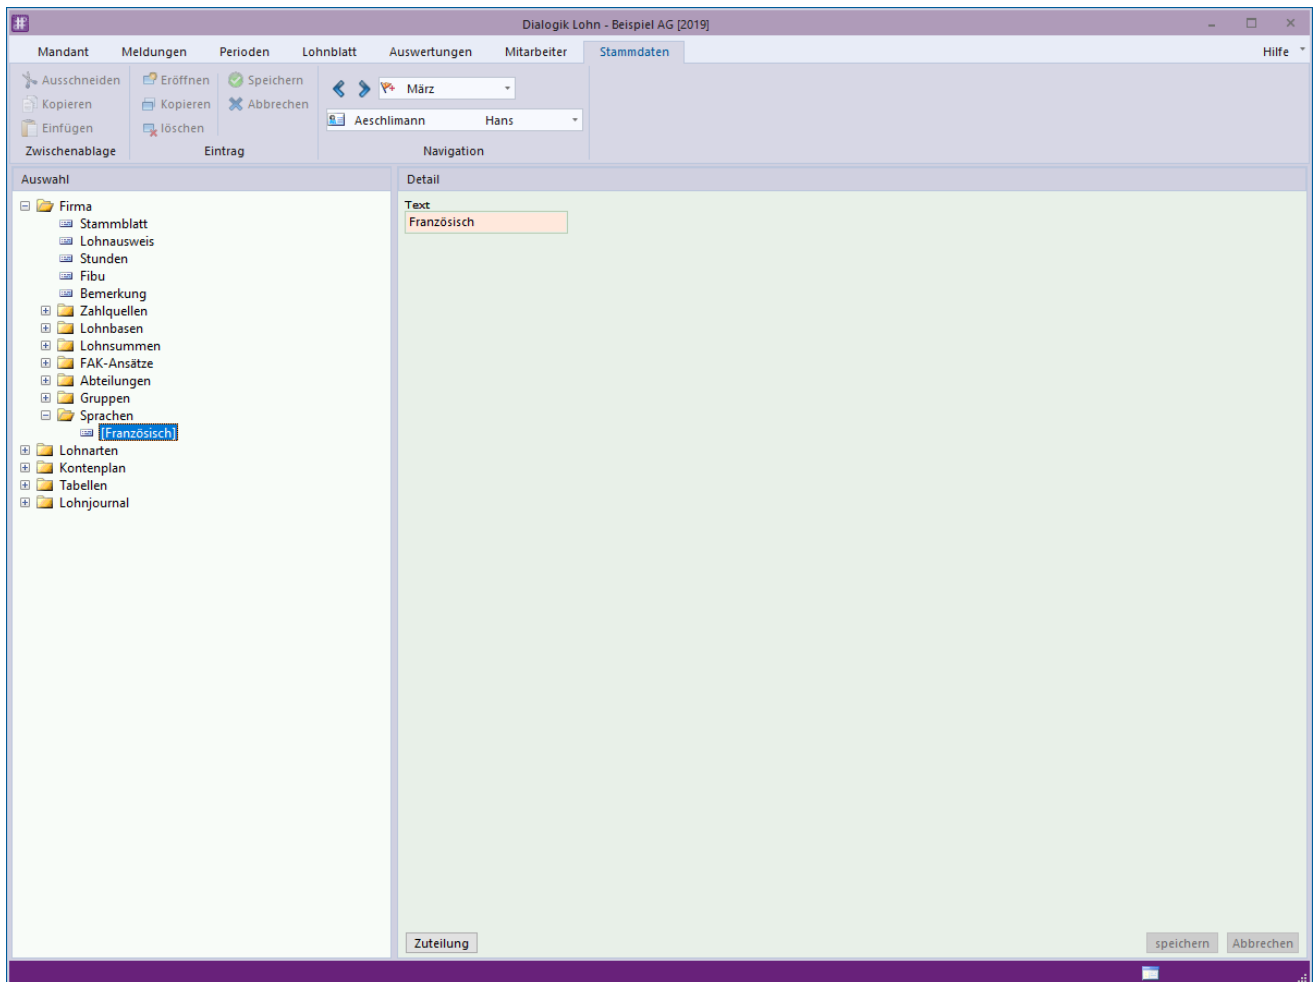 Dialogik Lohn - Beispiel AG [2019]
Mandant Meldungen Perioden Lohnblatt Auswertungen Mitarbeiter Stammdaten Hilfe
Ausschneiden Eröffnen Speichern
März
Kopieren Kopieren Abbrechen
Aeschlimann Hans
Einfügen löschen
Zwischenablage Eintrag Navigation
Auswahl Detail
Firma
Stammblatt
Lohnausweis
Stunden
Fibu
Bemerkung
Zahlquellen
Lohnbasen
Lohnsummen
FAK-Ansätze
Abteilungen
Gruppen
Sprachen
[Französisch]
Lohnarten
Kontenplan
Tabellen
Lohnjournal
Text
Französisch
Zuteilung speichern Abbrechen